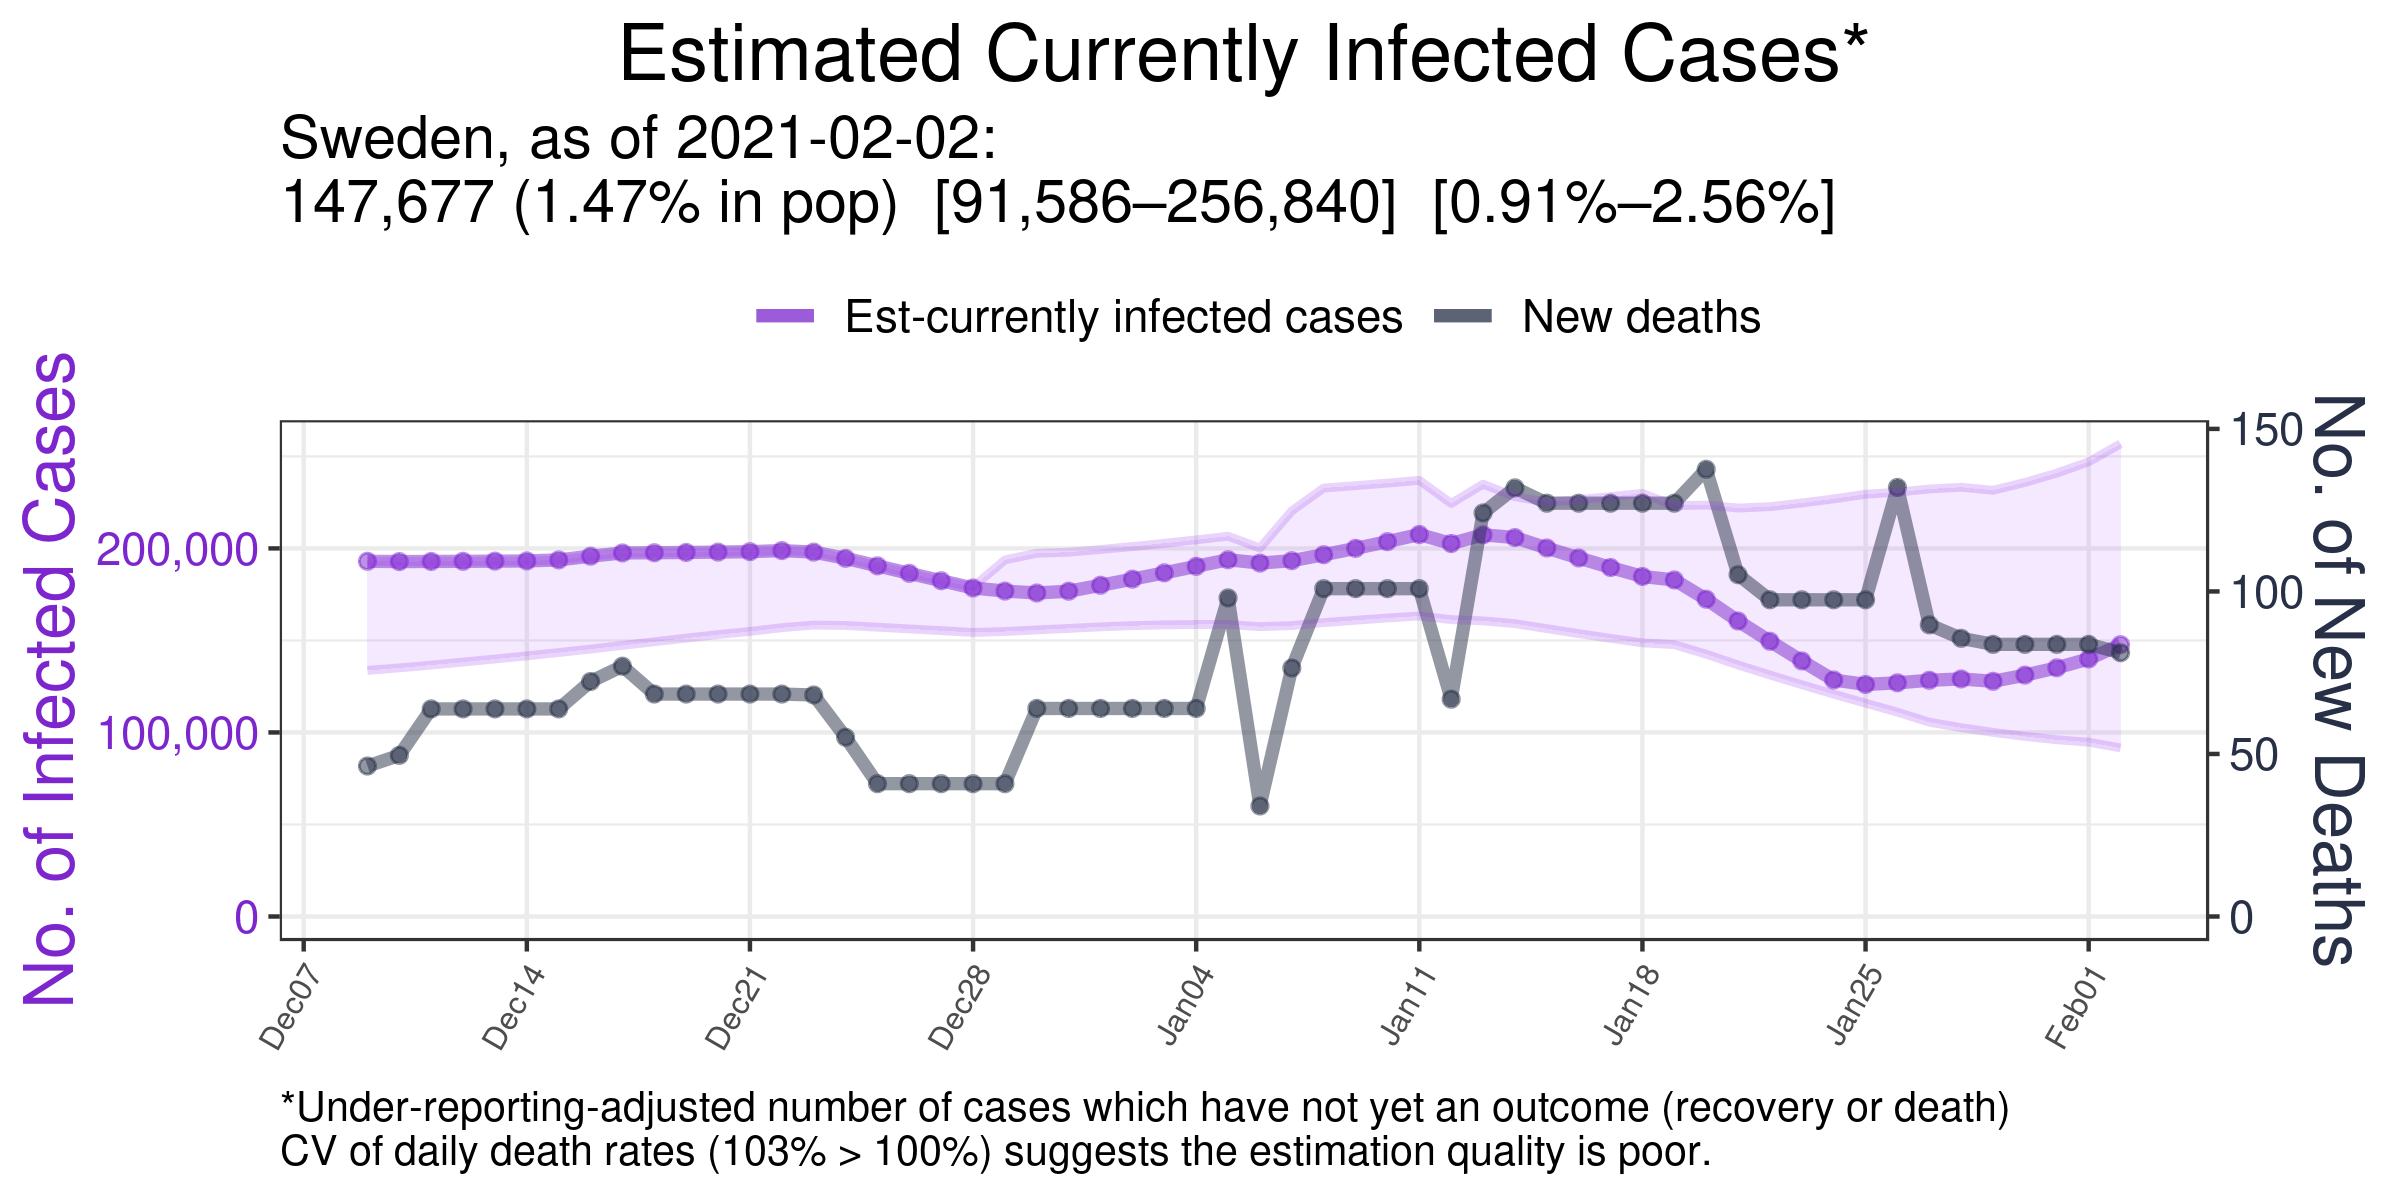 Estimated Currently Infected Cases*
Sweden, as of 2021-02-02:
147,677 (1.47% in pop)  [91,586–256,840]  [0.91%–2.56%]
Est-currently infected cases
New deaths
No. of Infected Cases
200,000
100,000
0
150
100
50
0
No. of New Deaths
Dec07
Dec14
Dec21
Dec28
Jan04
Jan11
Jan18
Jan25
Feb01
*Under-reporting-adjusted number of cases which have not yet an outcome (recovery or death)
CV of daily death rates (103% > 100%) suggests the estimation quality is poor.